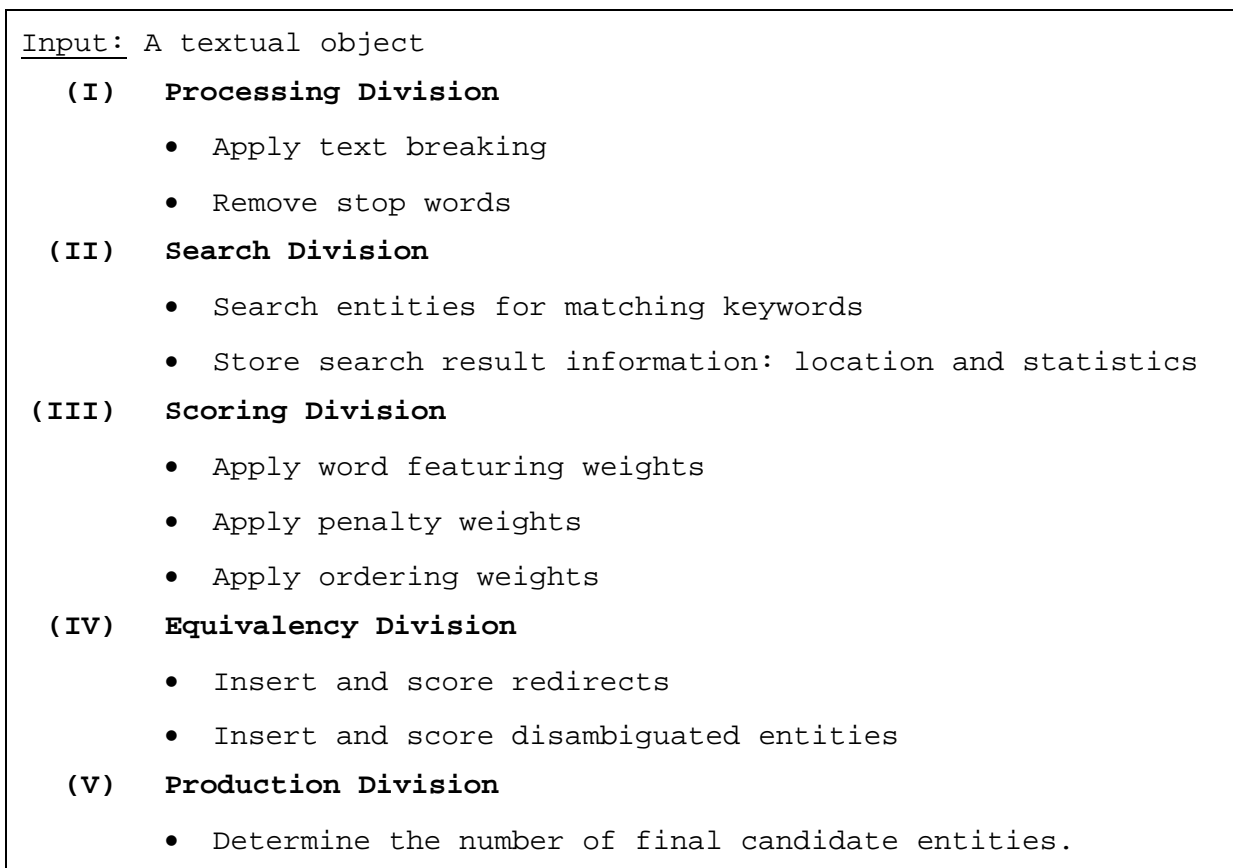 Input: A textual object
(I) Processing Division
• Apply text breaking
• Remove stop words
(II) Search Division
• Search entities for matching keywords
• Store search result information: location and statistics
(III) Scoring Division
• Apply word featuring weights
• Apply penalty weights
• Apply ordering weights
(IV) Equivalency Division
• Insert and score redirects
• Insert and score disambiguated entities
(V) Production Division
• Determine the number of final candidate entities.